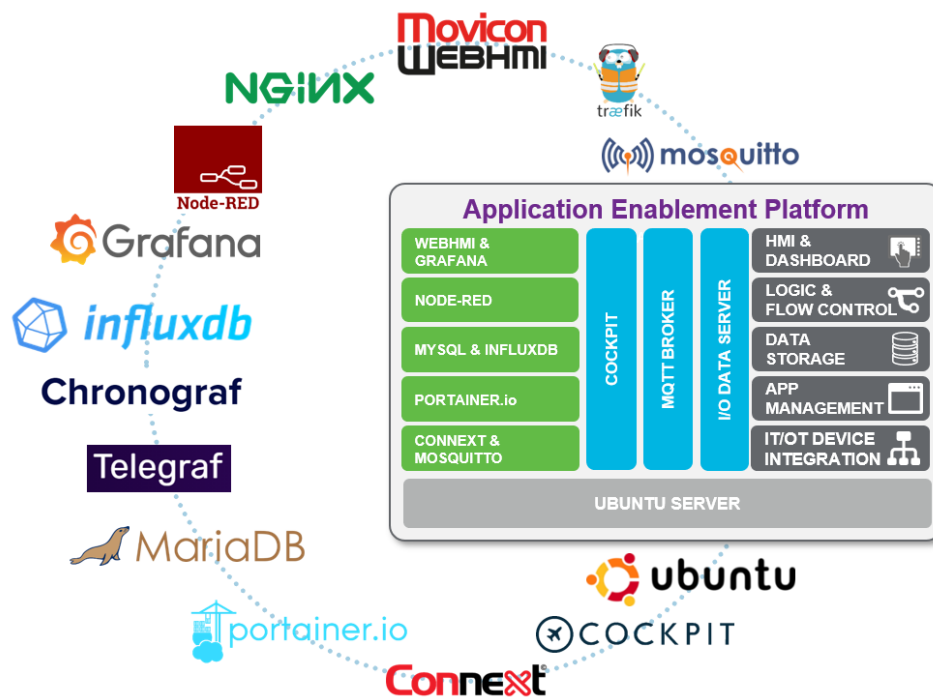 Movicon
WEBHMI
NGINX
træfik
mosquitto
Node-RED
Grafana
influxdb
Chronograf
Telegraf
MariaDB
portainer.io
Connext
COCKPIT
ubuntu
Application Enablement Platform
WEBHMI &
GRAFANA
NODE-RED
MYSQL & INFLUXDB
PORTAINER.io
CONNEXT &
MOSQUITTO
COCKPIT
MQTT BROKER
I/O DATA SERVER
HMI &
DASHBOARD
LOGIC &
FLOW CONTROL
DATA
STORAGE
APP
MANAGEMENT
IT/OT DEVICE
INTEGRATION
UBUNTU SERVER